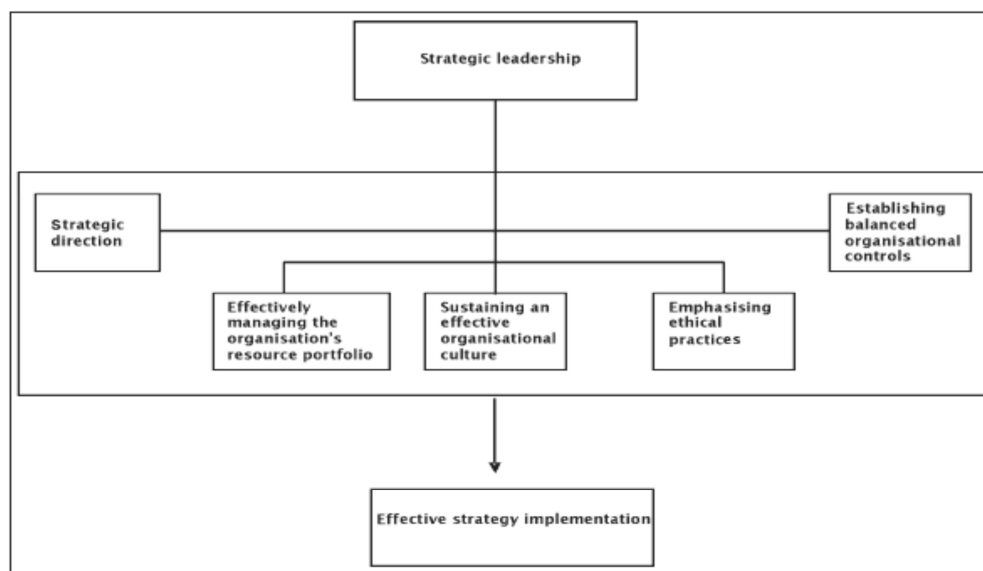 Strategic leadership
Strategic
direction
Establishing
balanced
organisational
controls
Effectively
managing the
organisation's
resource portfolio
Sustaining an
effective
organisational
culture
Emphasising
ethical
practices
Effective strategy implementation